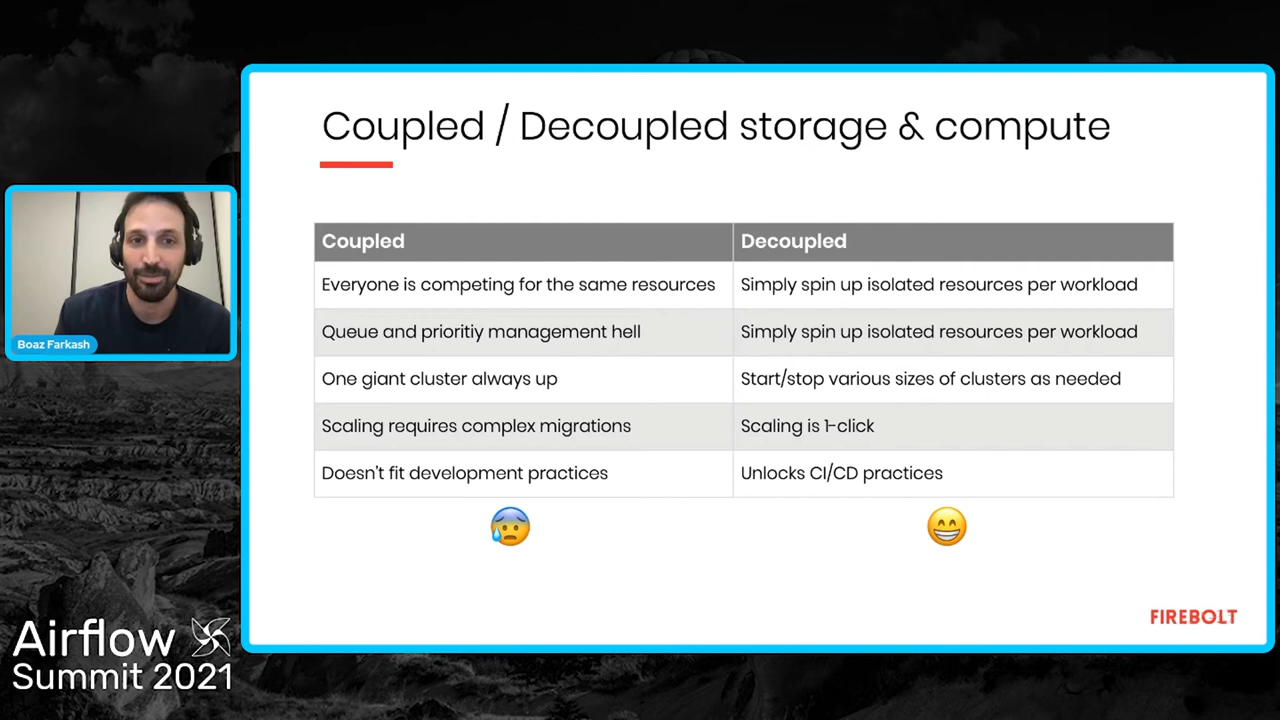 Coupled / Decoupled storage & compute
Coupled
Decoupled
Everyone is competing for the same resources
Simply spin up isolated resources per workload
Queue and prioritiy management hell
Simply spin up isolated resources per workload
One giant cluster always up
Start/stop various sizes of clusters as needed
Scaling requires complex migrations
Scaling is 1-click
Doesn't fit development practices
Unlocks CI/CD practices
FIREBOLT
Boaz Farkash
Airflow
Summit 2021